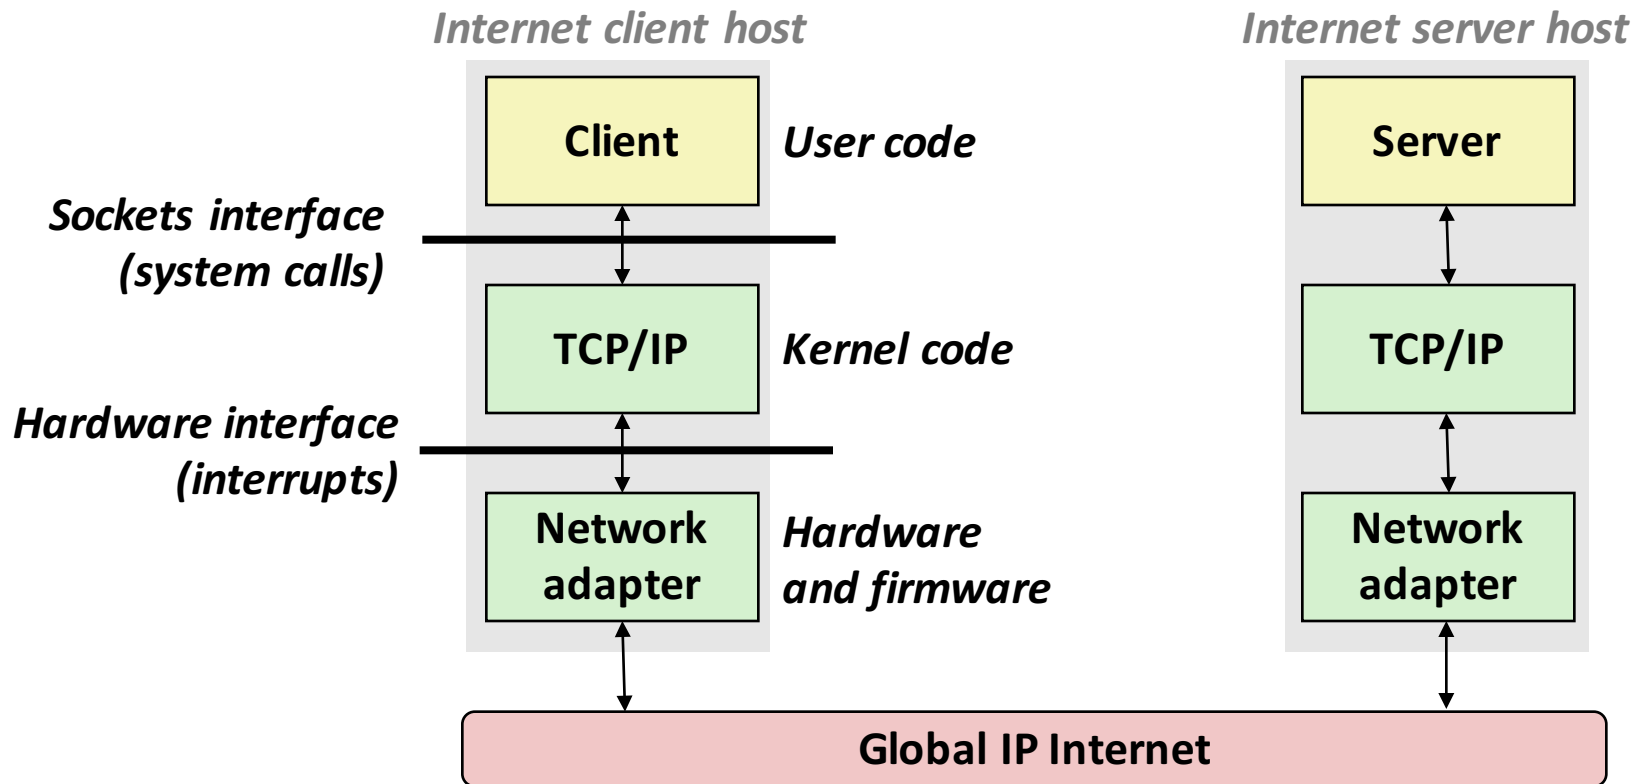 Internet client host
Internet server host
Client
User code
Server
Sockets interface
(system calls)
TCP/IP
Kernel code
TCP/IP
Hardware interface
(interrupts)
Network
adapter
Hardware
and firmware
Network
adapter
Global IP Internet